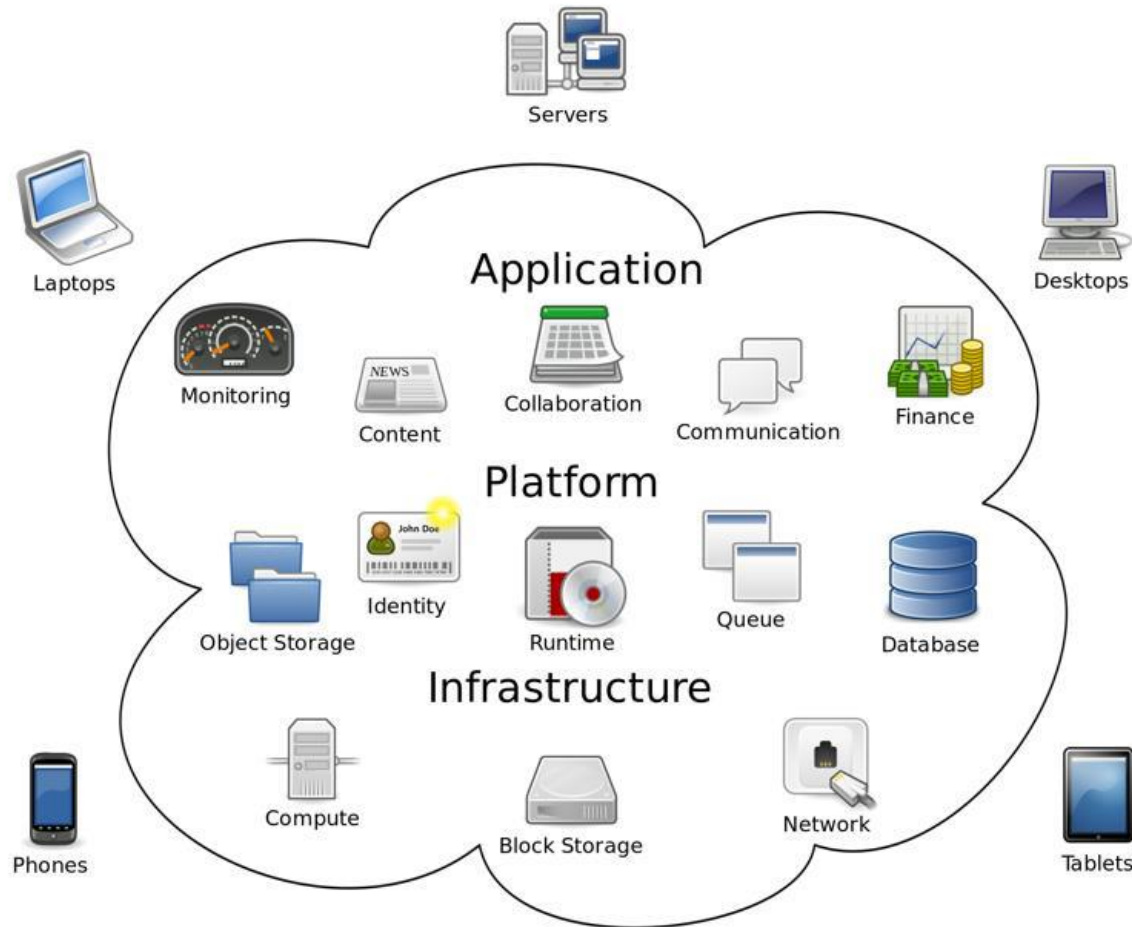 Servers
Laptops
Desktops
Application
Monitoring
NEWS
Content
Collaboration
Communication
Finance
Platform
Object Storage
John Doe
Identity
Runtime
Queue
Database
Infrastructure
Compute
Block Storage
Network
Phones
Tablets